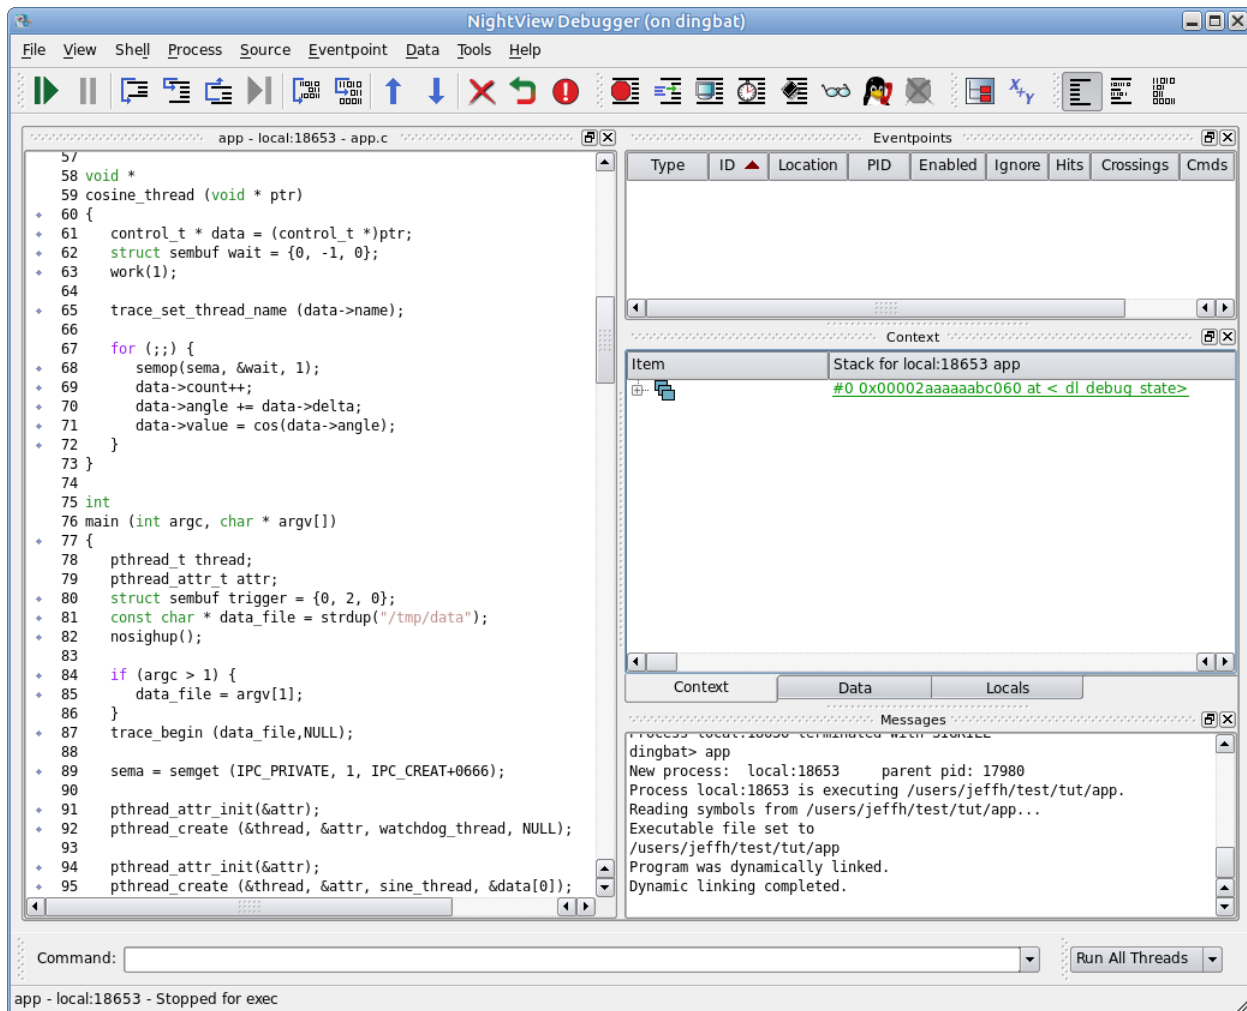 NightView Debugger (on dingbat)
File View Shell Process Source Eventpoint Data Tools Help
app - local:18653 - app.c
57
58 void *
59 cosine_thread (void * ptr)
60 {
61    control_t * data = (control_t *)ptr;
62    struct sembuf wait = {0, -1, 0};
63    work(1);
64
65    trace_set_thread_name (data->name);
66
67    for (;;) {
68       semop(sema, &wait, 1);
69       data->count++;
70       data->angle += data->delta;
71       data->value = cos(data->angle);
72    }
73 }
74
75 int
76 main (int argc, char * argv[])
77 {
78    pthread_t thread;
79    pthread_attr_t attr;
80    struct sembuf trigger = {0, 2, 0};
81    const char * data_file = strdup("/tmp/data");
82    nosighup();
83
84    if (argc > 1) {
85       data_file = argv[1];
86    }
87    trace_begin (data_file,NULL);
88
89    sema = semget (IPC_PRIVATE, 1, IPC_CREAT+0666);
90
91    pthread_attr_init(&attr);
92    pthread_create (&thread, &attr, watchdog_thread, NULL);
93
94    pthread_attr_init(&attr);
95    pthread_create (&thread, &attr, sine_thread, &data[0]);
Eventpoints
Type ID Location PID Enabled Ignore Hits Crossings Cmds
Context
Item Stack for local:18653 app
#0 0x00002aaaaaabc060 at <_dl_debug_state>
Context Data Locals
Messages
dingbat> app
New process:  local:18653     parent pid: 17980
Process local:18653 is executing /users/jeffh/test/tut/app.
Reading symbols from /users/jeffh/test/tut/app...
Executable file set to
/users/jeffh/test/tut/app
Program was dynamically linked.
Dynamic linking completed.
Command:
Run All Threads
app - local:18653 - Stopped for exec